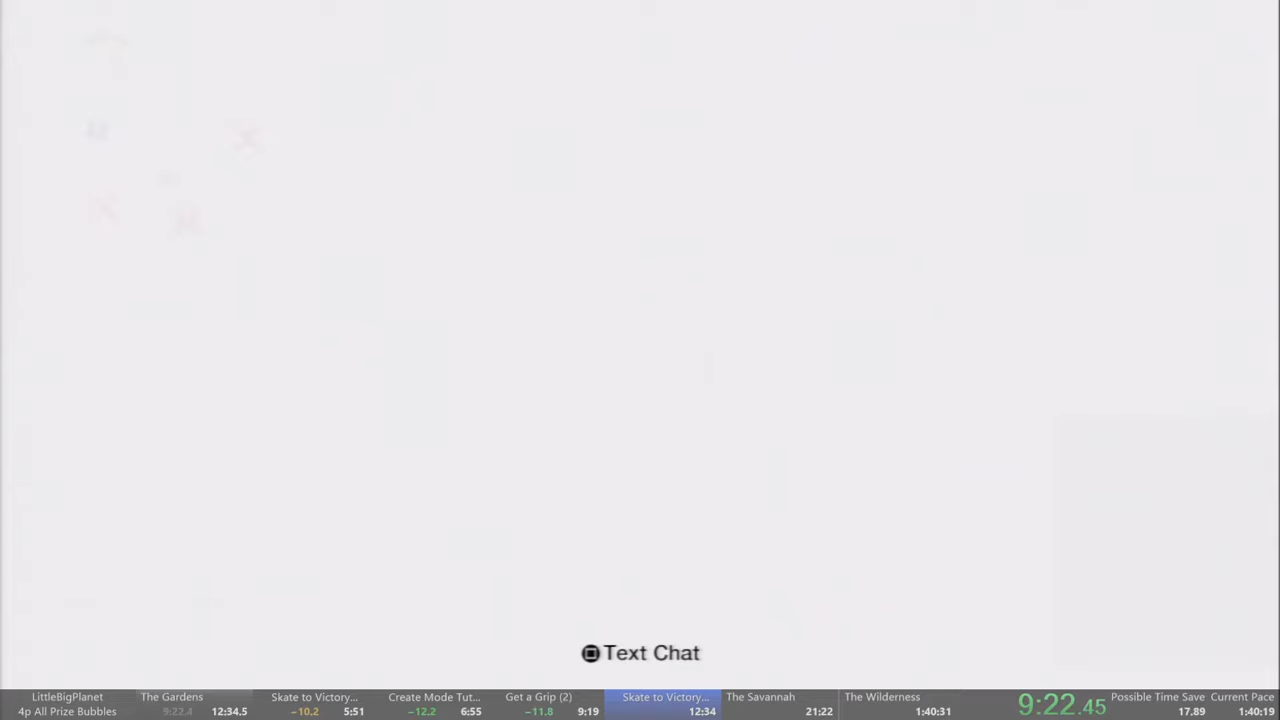 Text Chat
LittleBigPlanet
4p All Prize Bubbles
The Gardens
9:22.4 12:34.5
Skate to Victory...
−10.2 5:51
Create Mode Tut...
−12.2 6:55
Get a Grip (2)
−11.8 9:19
Skate to Victory...
12:34
The Savannah
21:22
The Wilderness
1:40:31
9:22.45
Possible Time Save
17.89
Current Pace
1:40:19